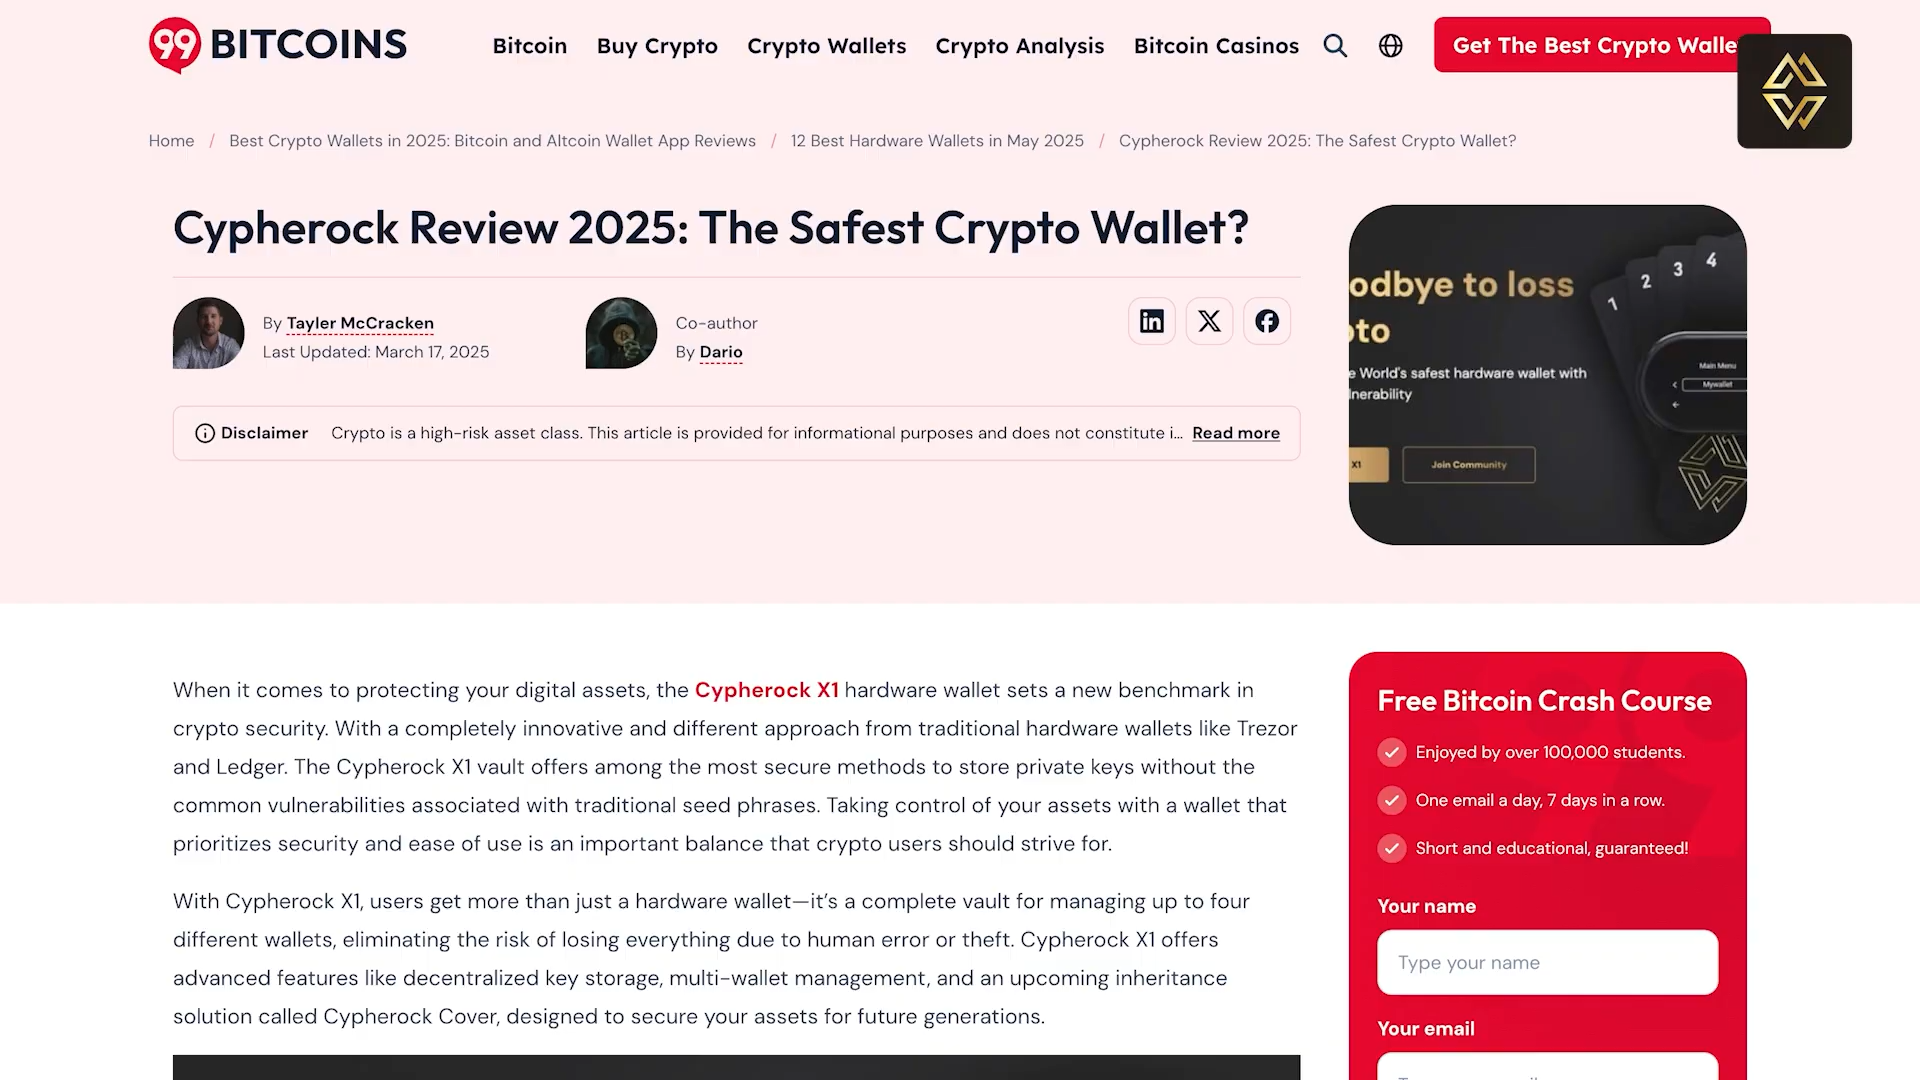 99 BITCOINS
Bitcoin
Buy Crypto
Crypto Wallets
Crypto Analysis
Bitcoin Casinos
Get The Best Crypto Walle
Home / Best Crypto Wallets in 2025: Bitcoin and Altcoin Wallet App Reviews / 12 Best Hardware Wallets in May 2025 / Cypherock Review 2025: The Safest Crypto Wallet?
Cypherock Review 2025: The Safest Crypto Wallet?
By Tayler McCracken
Last Updated: March 17, 2025
Co-author
By Dario
Disclaimer Crypto is a high-risk asset class. This article is provided for informational purposes and does not constitute i... Read more
odbye to loss
pto
e World's safest hardware wallet with
lnerability
X1
Join Community
1
2
3
4
Main Menu
Mywallet
When it comes to protecting your digital assets, the Cypherock X1 hardware wallet sets a new benchmark in
crypto security. With a completely innovative and different approach from traditional hardware wallets like Trezor
and Ledger. The Cypherock X1 vault offers among the most secure methods to store private keys without the
common vulnerabilities associated with traditional seed phrases. Taking control of your assets with a wallet that
prioritizes security and ease of use is an important balance that crypto users should strive for.
With Cypherock X1, users get more than just a hardware wallet—it's a complete vault for managing up to four
different wallets, eliminating the risk of losing everything due to human error or theft. Cypherock X1 offers
advanced features like decentralized key storage, multi-wallet management, and an upcoming inheritance
solution called Cypherock Cover, designed to secure your assets for future generations.
Free Bitcoin Crash Course
Enjoyed by over 100,000 students.
One email a day, 7 days in a row.
Short and educational, guaranteed!
Your name
Type your name
Your email